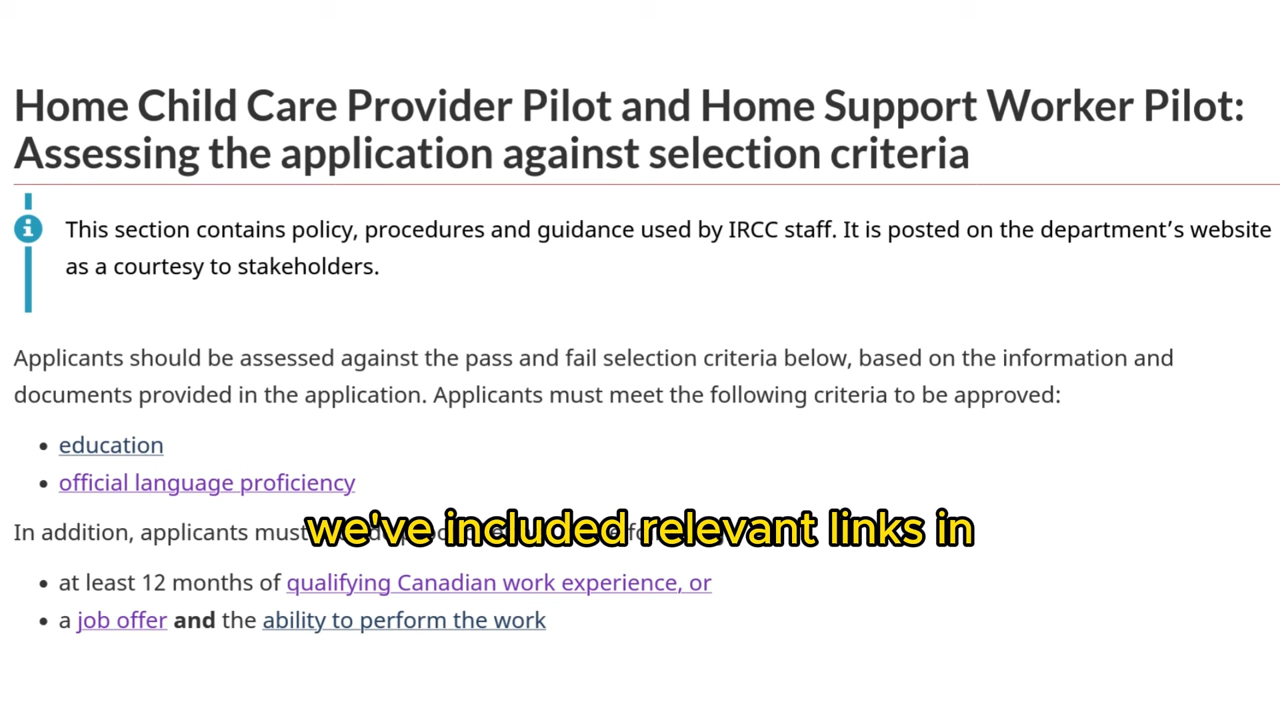 Home Child Care Provider Pilot and Home Support Worker Pilot:
Assessing the application against selection criteria
This section contains policy, procedures and guidance used by IRCC staff. It is posted on the department's website
as a courtesy to stakeholders.
Applicants should be assessed against the pass and fail selection criteria below, based on the information and
documents provided in the application. Applicants must meet the following criteria to be approved:
• education
• official language proficiency
In addition, applicants must
we've included relevant links in
• at least 12 months of qualifying Canadian work experience, or
• a job offer and the ability to perform the work